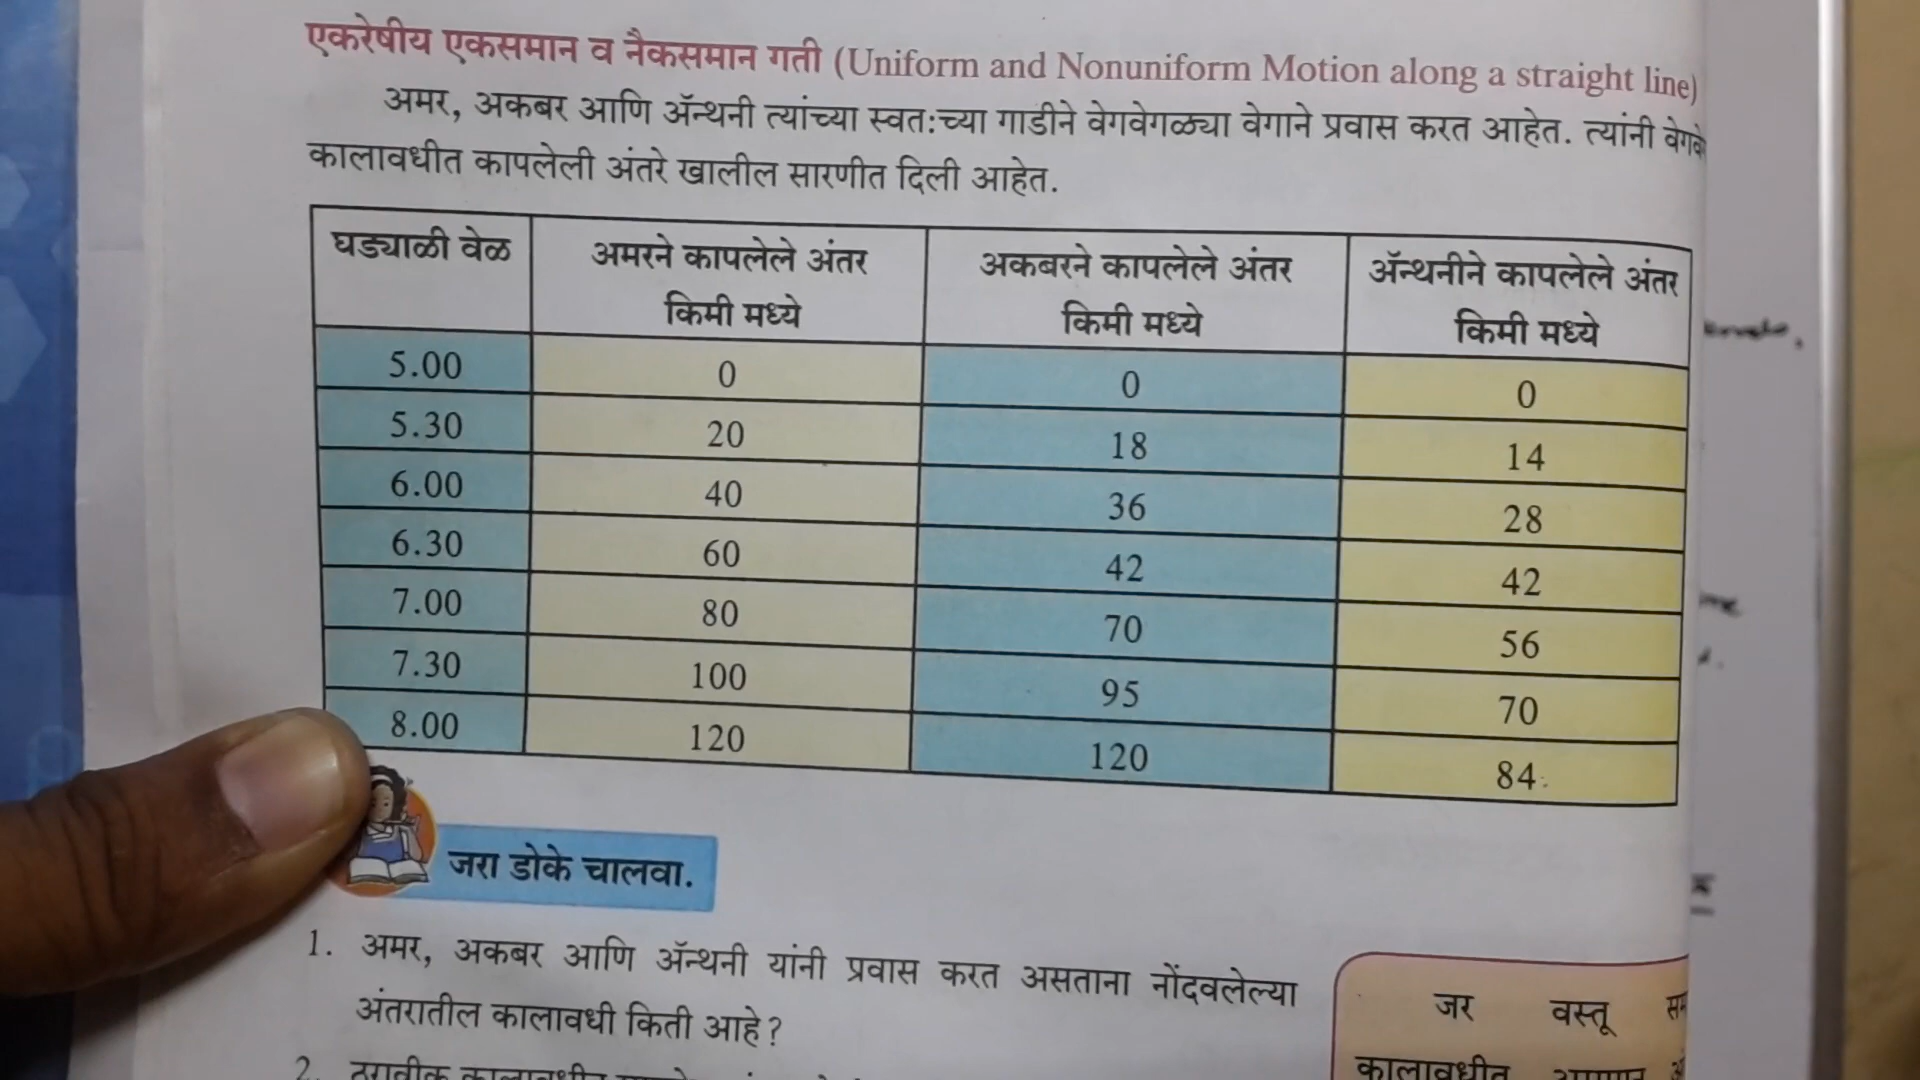 एकरेषीय एकसमान व नैकसमान गती (Uniform and Nonuniform Motion along a straight line)
अमर, अकबर आणि ॲन्थनी त्यांच्या स्वतःच्या गाडीने वेगवेगळ्या वेगाने प्रवास करत आहेत. त्यांनी
कालावधीत कापलेली अंतरे खालील सारणीत दिली आहेत.
घड्याळी वेळ अमरने कापलेले अंतर किमी मध्ये अकबरने कापलेले अंतर किमी मध्ये ॲन्थनीने कापलेले अंतर किमी मध्ये
5.00 0 0 0
5.30 20 18 14
6.00 40 36 28
6.30 60 42 42
7.00 80 70 56
7.30 100 95 70
8.00 120 120 84
जरा डोके चालवा.
1. अमर, अकबर आणि ॲन्थनी यांनी प्रवास करत असताना नोंदवलेल्या
अंतरातील कालावधी किती आहे?
जर वस्तू
2.
कालावधीत